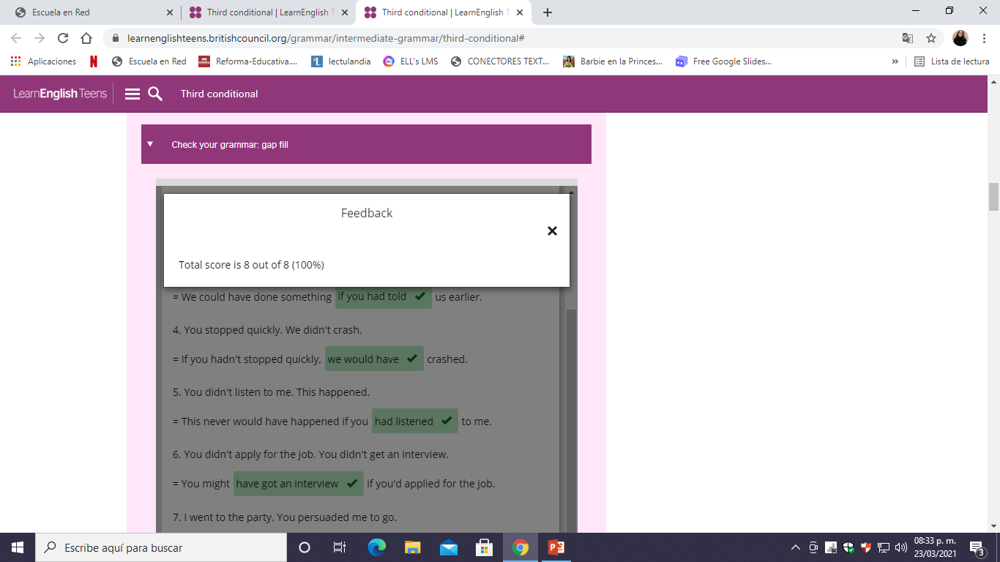 Escuela en Red
Third conditional | LearnEnglish T
Third conditional | LearnEnglish T
learnenglishteens.britishcouncil.org/grammar/intermediate-grammar/third-conditional#
Aplicaciones
Escuela en Red
Reforma-Educativa....
lectulandia
ELL's LMS
CONECTORES TEXT...
Barbie en la Princes...
Free Google Slides...
»
Lista de lectura
LearnEnglish Teens
Third conditional
Check your grammar: gap fill
Feedback
Total score is 8 out of 8 (100%)
= We could have done something if you had told us earlier.
4. You stopped quickly. We didn't crash.
= If you hadn't stopped quickly, we would have crashed.
5. You didn't listen to me. This happened.
= This never would have happened if you had listened to me.
6. You didn't apply for the job. You didn't get an interview.
= You might have got an interview if you'd applied for the job.
7. I went to the party. You persuaded me to go.
Escribe aquí para buscar
08:33 p. m.
23/03/2021
3